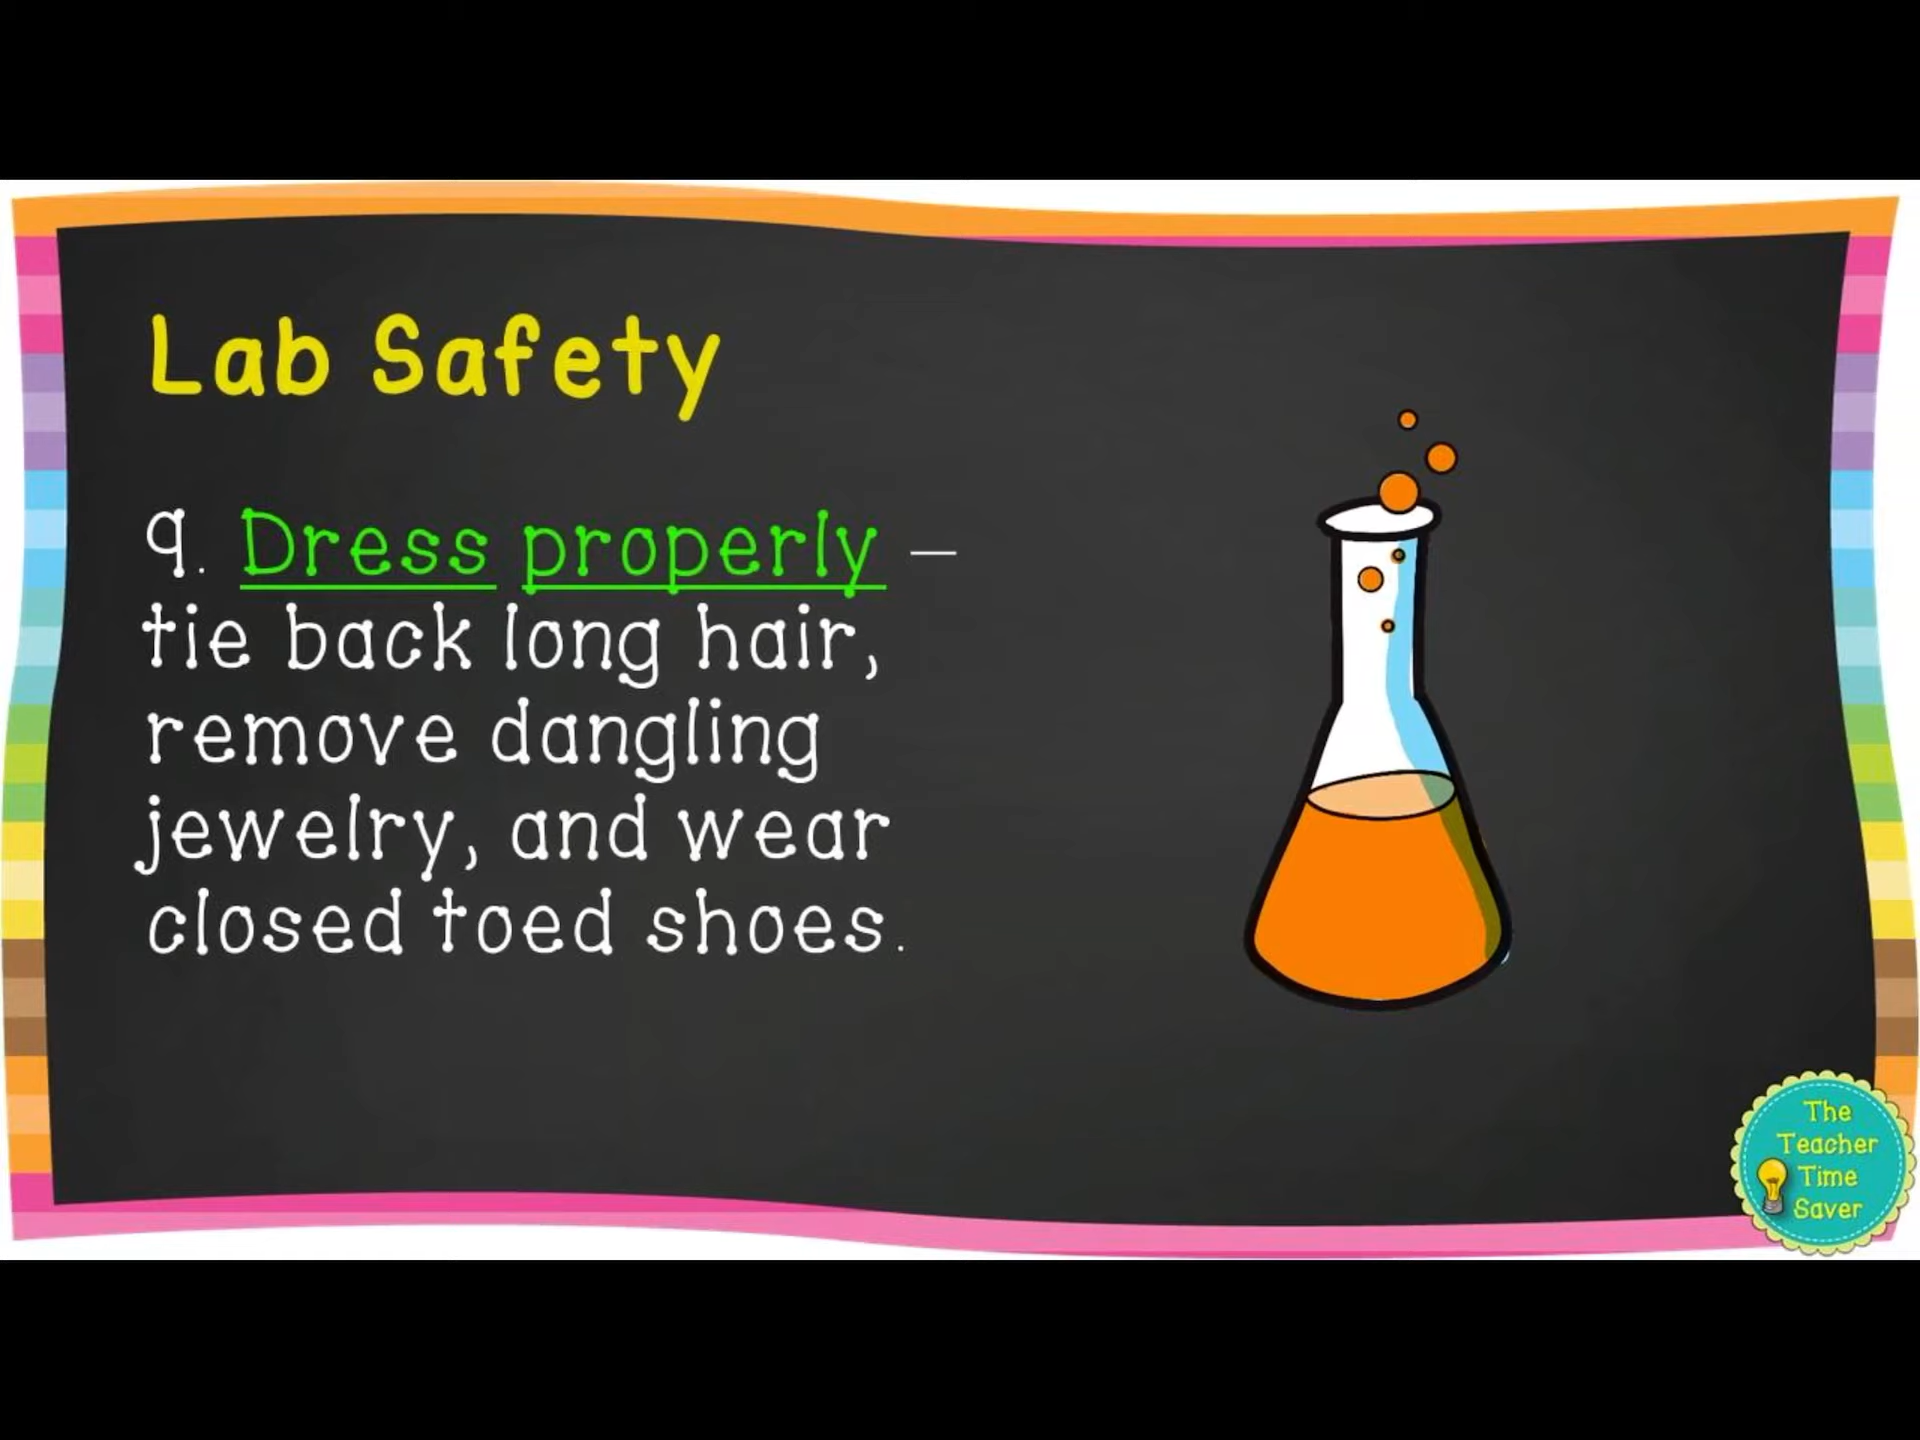 Lab Safety
9. Dress properly –
tie back long hair,
remove dangling
jewelry, and wear
closed toed shoes.
The
Teacher
Time
Saver